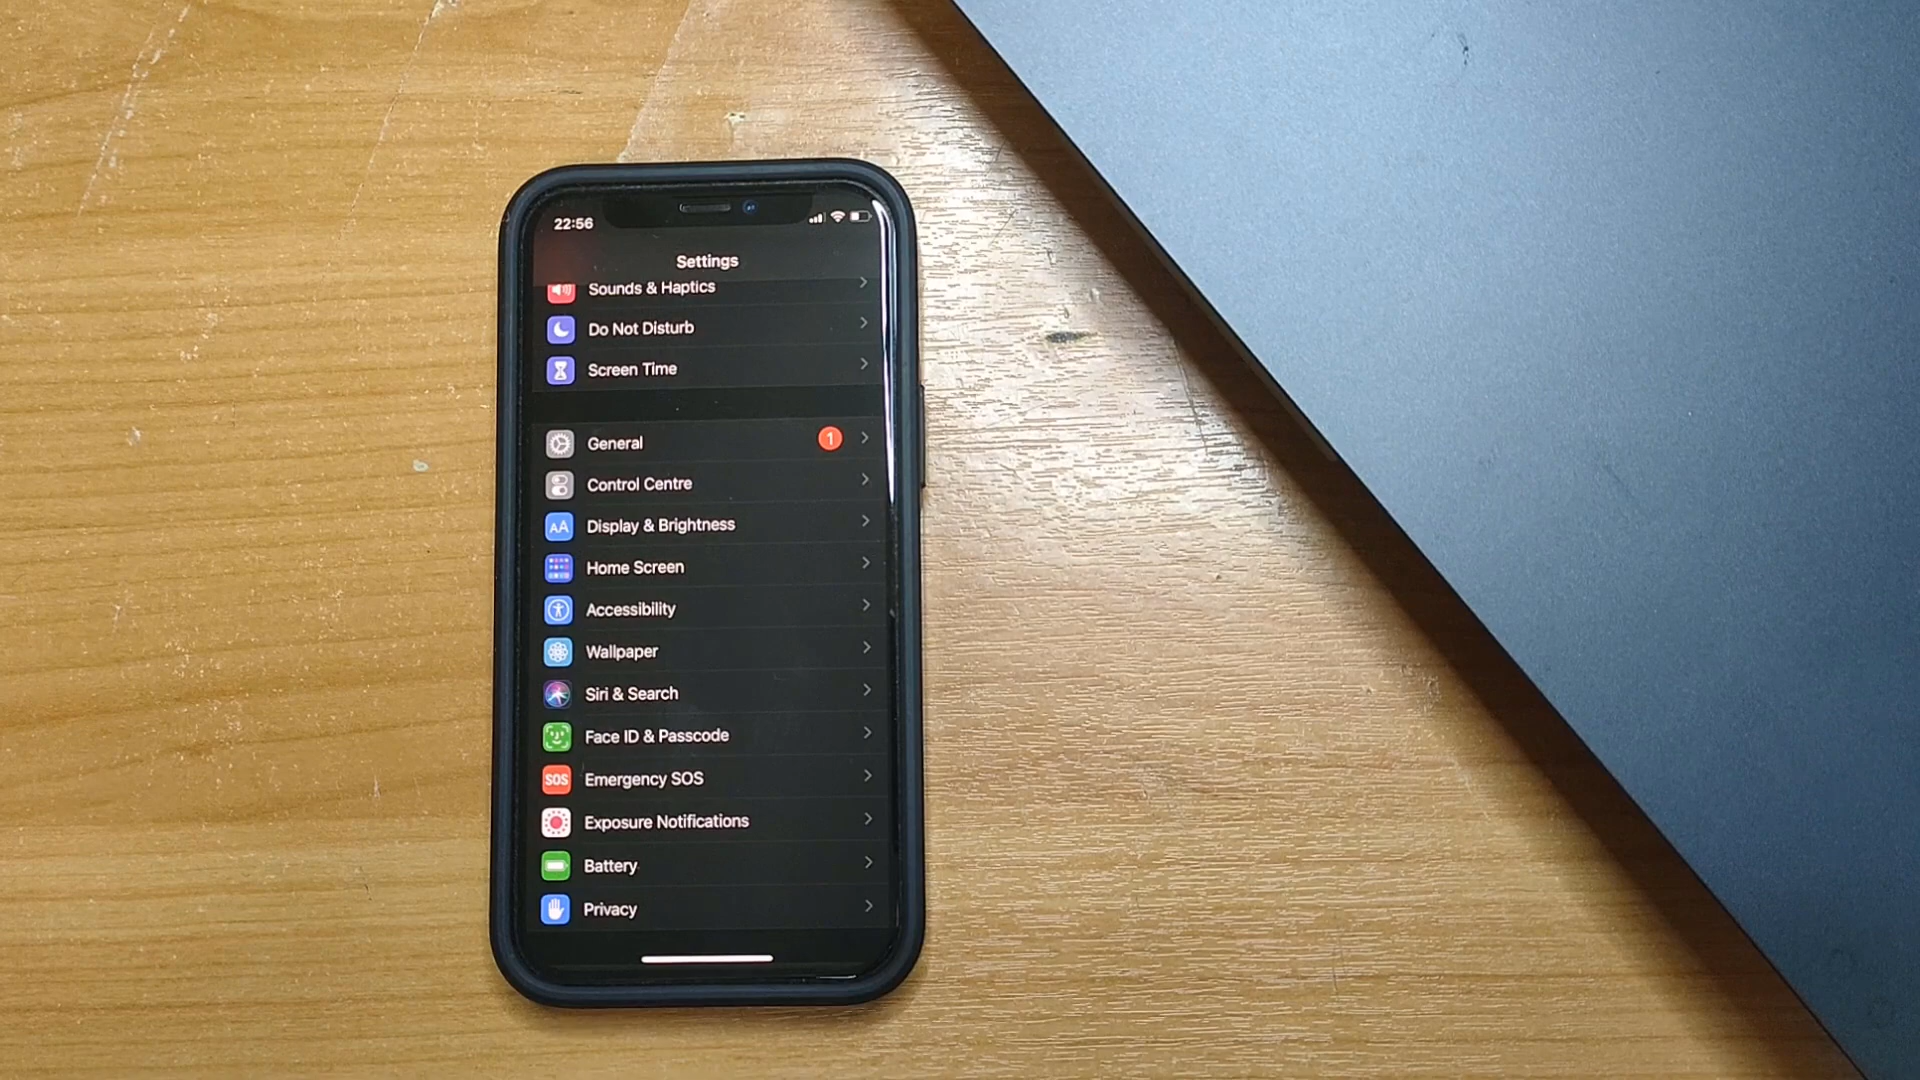 22:56
Settings
Sounds & Haptics
Do Not Disturb
Screen Time
General 1
Control Centre
AA Display & Brightness
Home Screen
Accessibility
Wallpaper
Siri & Search
Face ID & Passcode
SOS Emergency SOS
Exposure Notifications
Battery
Privacy